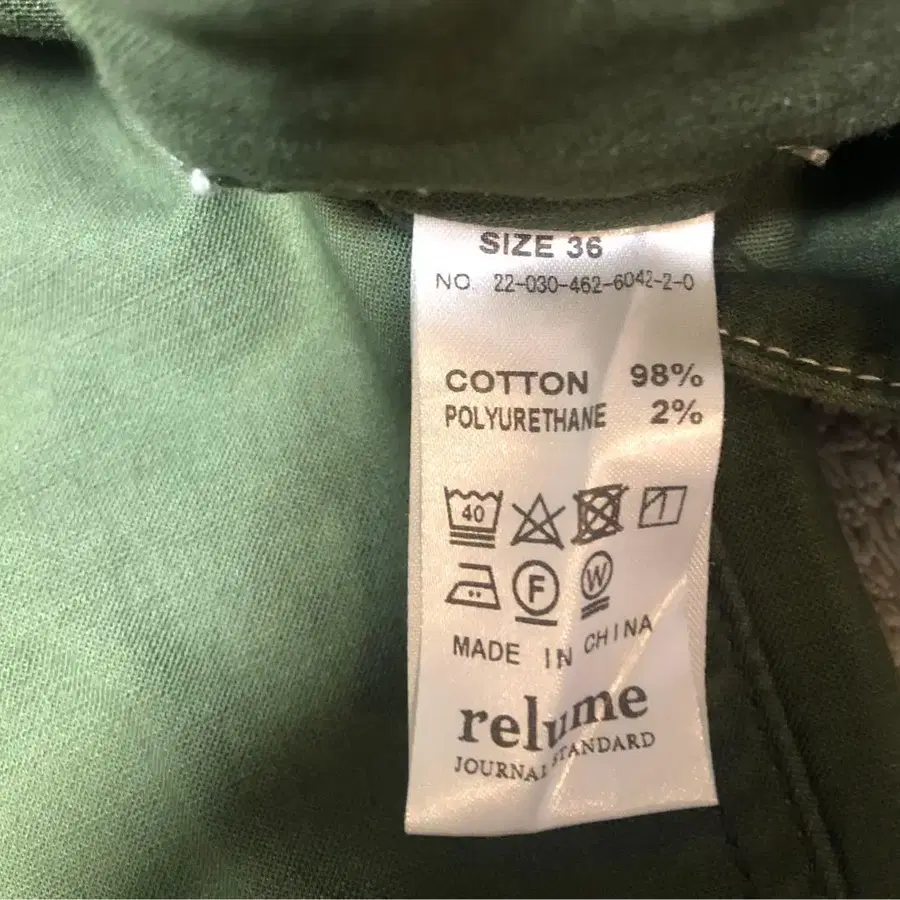 SIZE 36
NO. 22-030-462-6042-2-0
COTTON 98%
POLYURETHANE 2%
40
F W
MADE IN CHINA
relume
JOURNAL STANDARD